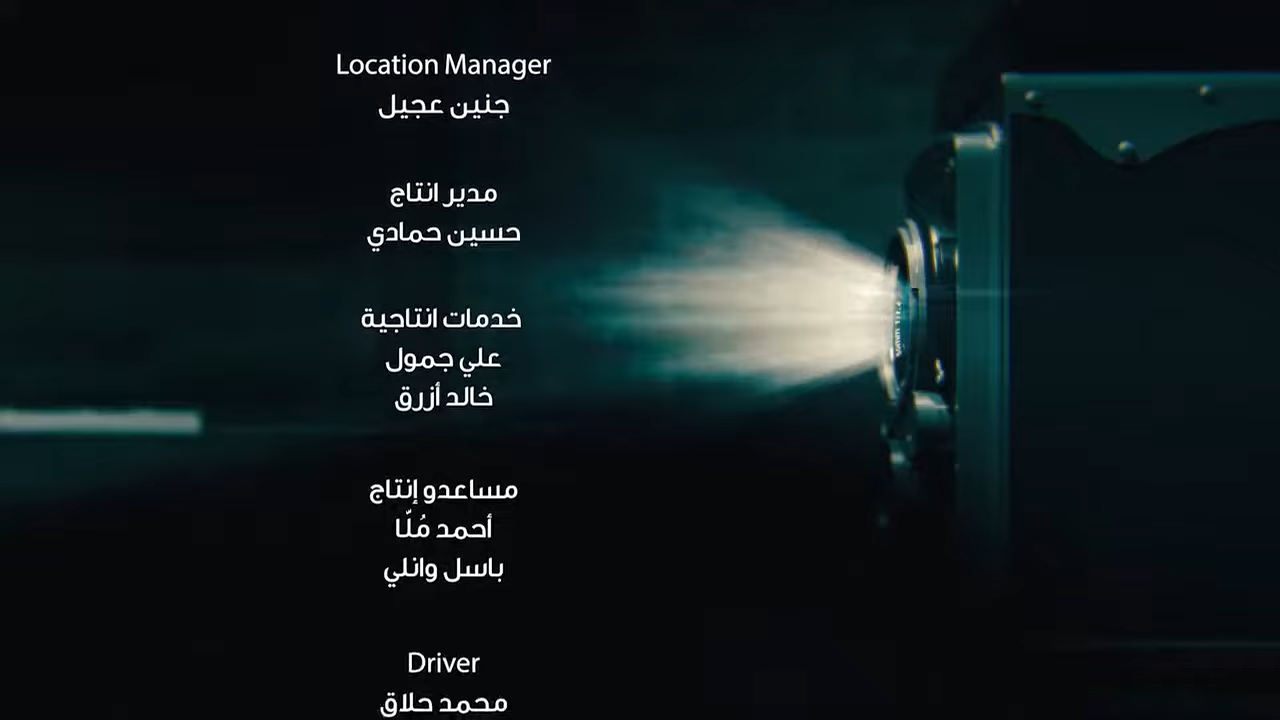 Location Manager
جنين عجيل
مدير انتاج
حسين حمادي
خدمات انتاجية
علي جمول
خالد أزرق
مساعدو إنتاج
أحمد مُلّا
باسل وانلي
Driver
محمد حلاق